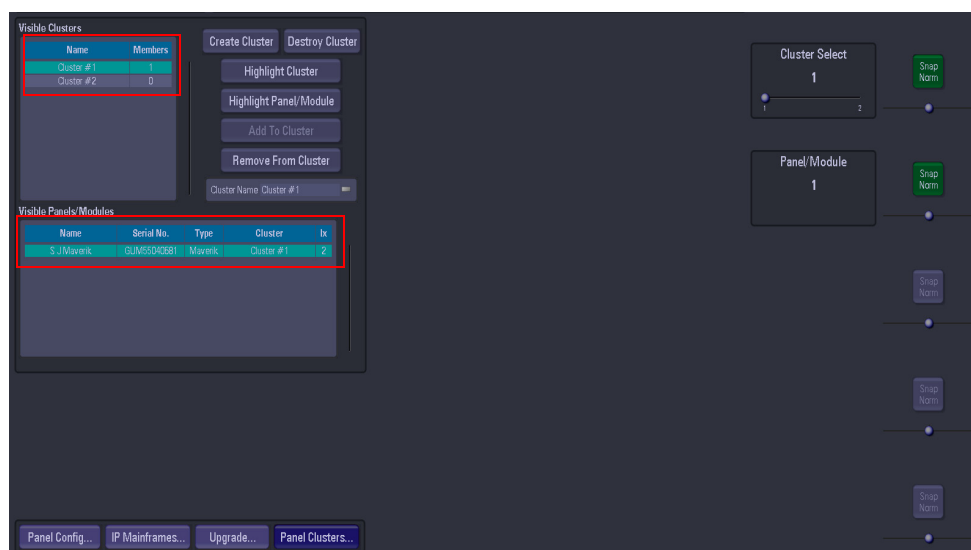 Visible Clusters
Name Members
Cluster #1 1
Cluster #2 0
Create Cluster Destroy Cluster
Highlight Cluster
Highlight Panel/Module
Add To Cluster
Remove From Cluster
Cluster Name Cluster #1
Visible Panels/Modules
Name Serial No. Type Cluster Ix
S J Maverik GUM55040581 Maverik Cluster #1 2
Cluster Select
1
1 2
Snap
Norm
Panel/Module
1
Snap
Norm
Snap
Norm
Snap
Norm
Snap
Norm
Panel Config... IP Mainframes... Upgrade... Panel Clusters...